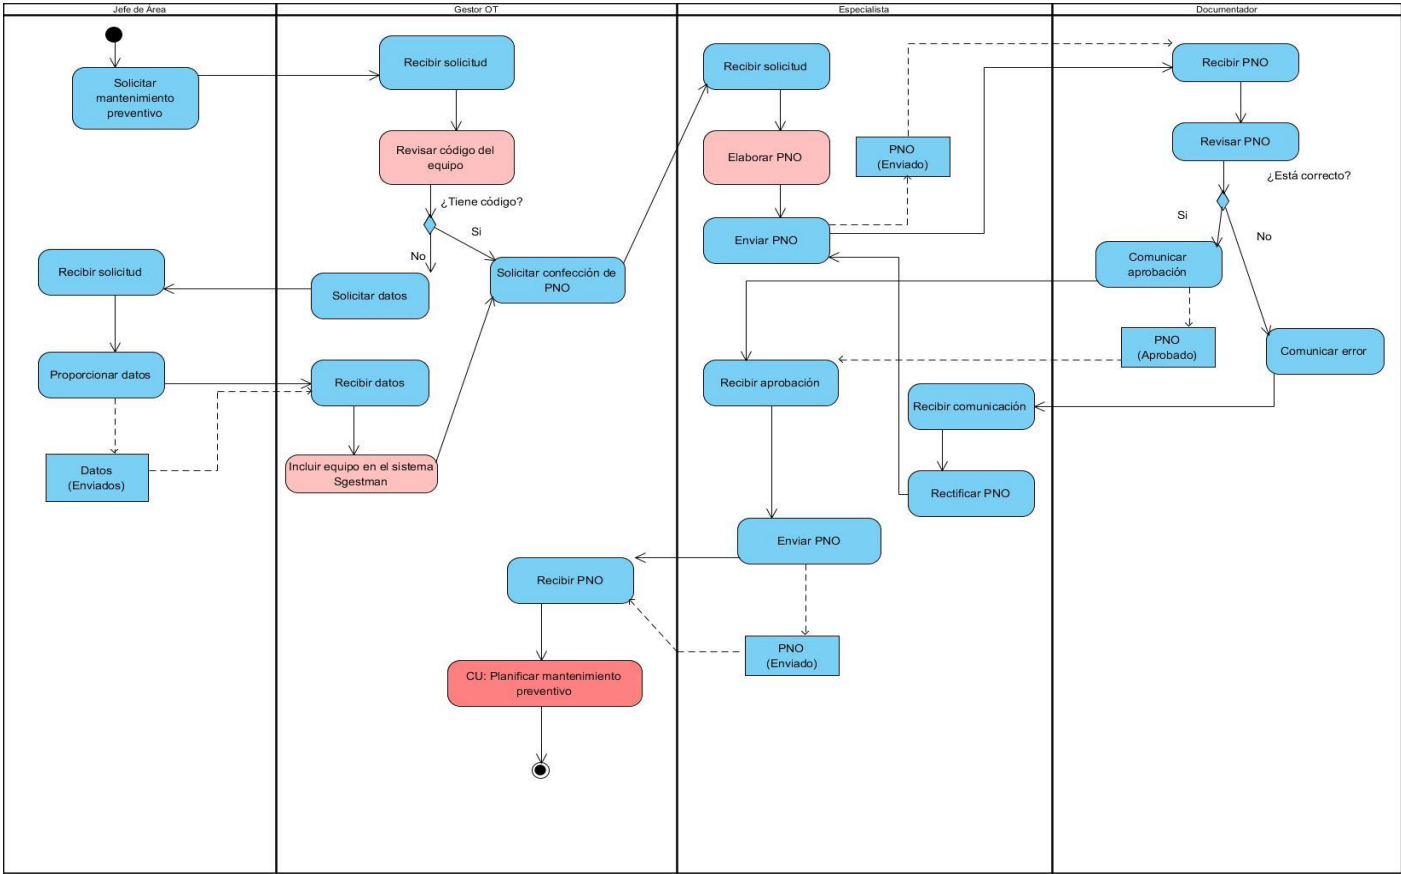 Jefe de Área
Gestor OT
Especialista
Documentador
Solicitar
mantenimiento
preventivo
Recibir solicitud
Proporcionar datos
Datos
(Enviados)
Recibir solicitud
Revisar código del
equipo
¿Tiene código?
Si
No
Solicitar confección de
PNO
Solicitar datos
Recibir datos
Incluir equipo en el sistema
Sgestman
Recibir PNO
CU: Planificar mantenimiento
preventivo
Recibir solicitud
Elaborar PNO
PNO
(Enviado)
Enviar PNO
Recibir aprobación
Recibir comunicación
Rectificar PNO
Enviar PNO
PNO
(Enviado)
Recibir PNO
Revisar PNO
¿Está correcto?
Si
No
Comunicar
aprobación
PNO
(Aprobado)
Comunicar error